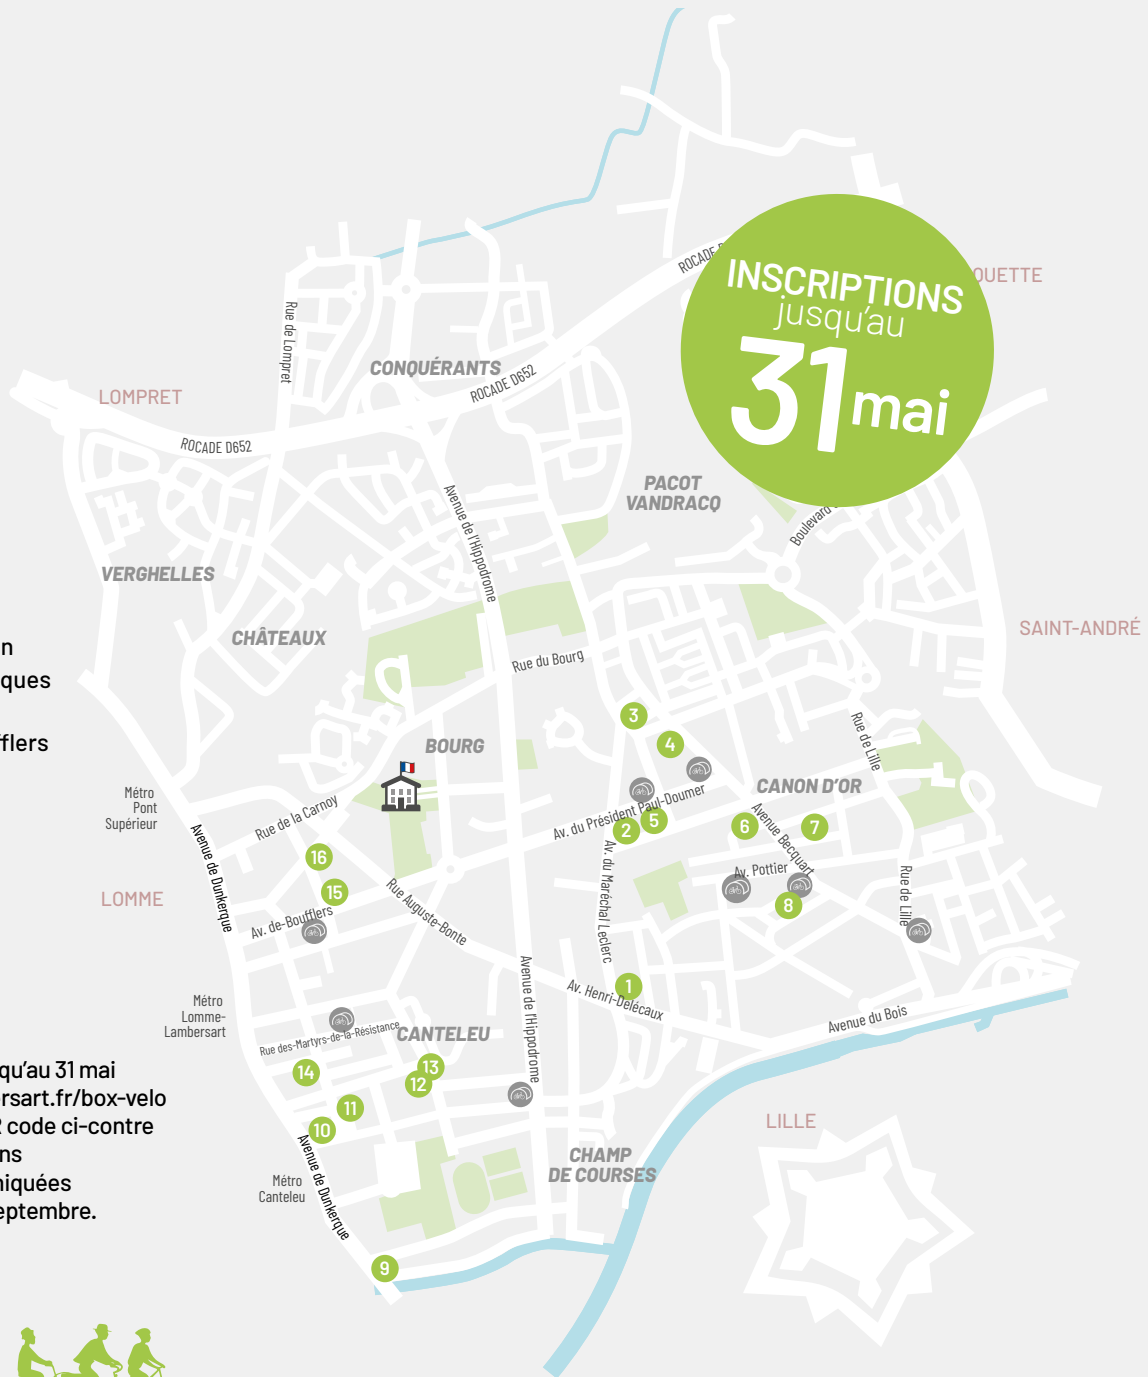 ROCADE D
OUETTE
INSCRIPTIONS
jusqu'au
31 mai
Rue de Lompret
CONQUÉRANTS
ROCADE D652
LOMPRET
ROCADE D652
PACOT
VANDRACQ
Avenue de l'Hippodrome
Boulevard
VERGHELLES
CHÂTEAUX
SAINT-ANDRÉ
n
ques
fflers
Rue du Bourg
3
4
BOURG
Rue de Lille
CANON D'OR
Métro
Pont
Supérieur
Rue de la Carnoy
Av. du Président Paul-Doumer
2
5
6
7
Avenue Becquart
Avenue de Dunkerque
16
15
Av. du Maréchal Leclerc
Av. Pottier
8
Rue de Lille
LOMME
Av. de-Boufflers
Rue Auguste-Bonte
1
Av. Henri-Delécaux
Avenue de l'Hippodrome
Avenue du Bois
Métro
Lomme-
Lambersart
Rue des-Martyrs-de-la-Résistance
CANTELEU
14
13
12
11
10
qu'au 31 mai
ersart.fr/box-velo
R code ci-contre
ns
niquées
septembre.
LILLE
Avenue de Dunkerque
CHAMP
DE COURSES
Métro
Canteleu
9